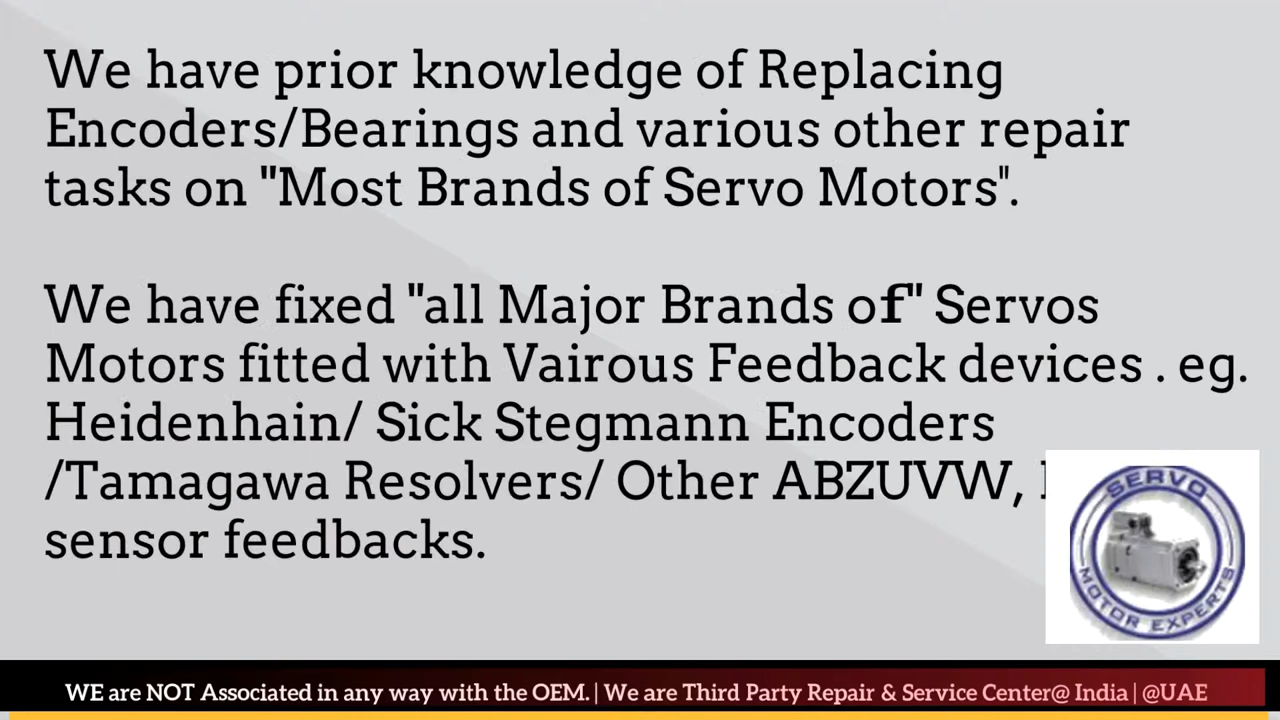 We have prior knowledge of Replacing
Encoders/Bearings and various other repair
tasks on "Most Brands of Servo Motors".
We have fixed "all Major Brands of" Servos
Motors fitted with Vairous Feedback devices . eg.
Heidenhain/ Sick Stegmann Encoders
/Tamagawa Resolvers/ Other ABZUVW,
sensor feedbacks.
SERVO
MOTOR EXPERTS
WE are NOT Associated in any way with the OEM. | We are Third Party Repair & Service Center@ India | @UAE